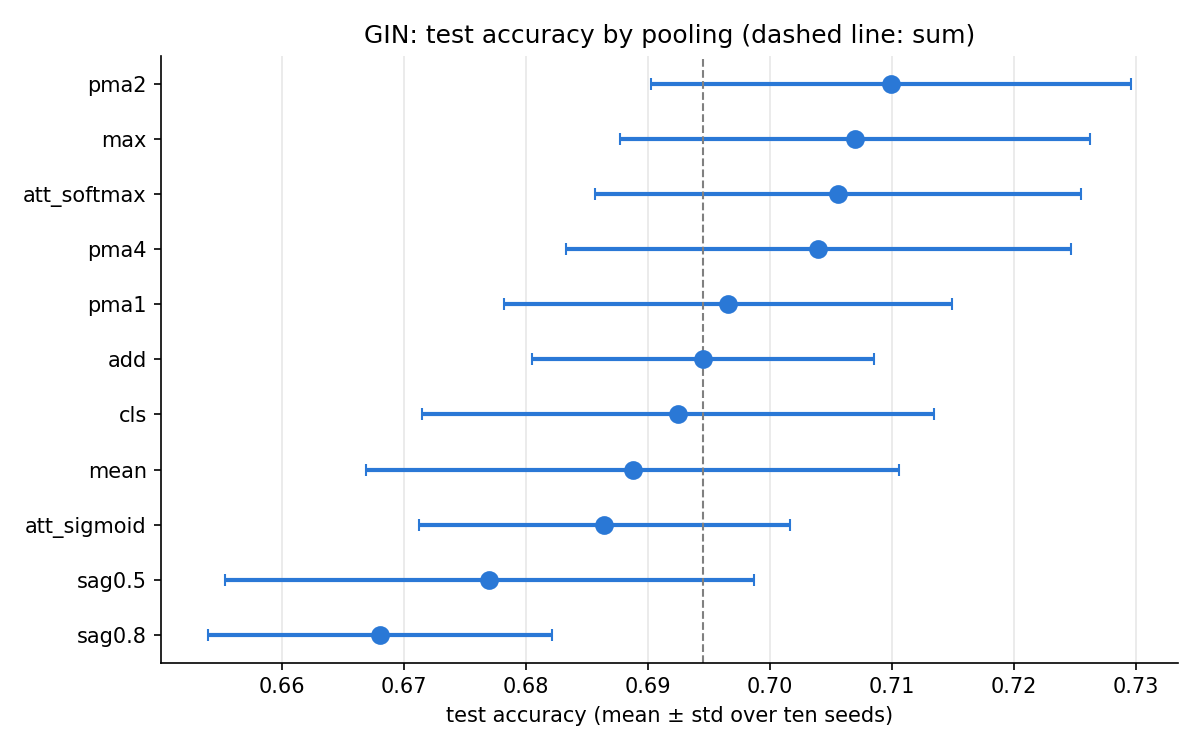 GIN: test accuracy by pooling (dashed line: sum)
pma2
max
att_softmax
pma4
pma1
add
cls
mean
att_sigmoid
sag0.5
sag0.8
0.66 0.67 0.68 0.69 0.70 0.71 0.72 0.73
test accuracy (mean ± std over ten seeds)